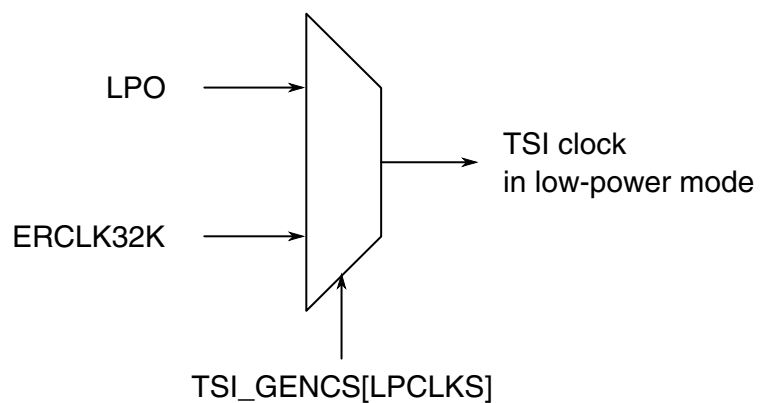 LPO
TSI clock
in low-power mode
ERCLK32K
TSI_GENCS[LPCLKS]